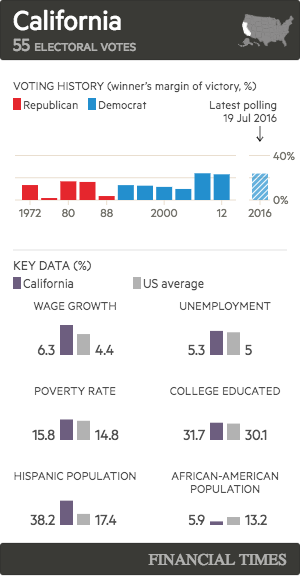 California
55 ELECTORAL VOTES
VOTING HISTORY (winner's margin of victory, %)
Republican Democrat
Latest polling
19 Jul 2016
40%
0%
1972 80 88 2000 12 2016
KEY DATA (%)
California US average
WAGE GROWTH UNEMPLOYMENT
6.3 4.4 5.3 5
POVERTY RATE COLLEGE EDUCATED
15.8 14.8 31.7 30.1
HISPANIC POPULATION AFRICAN-AMERICAN
POPULATION
38.2 17.4 5.9 13.2
FINANCIAL TIMES